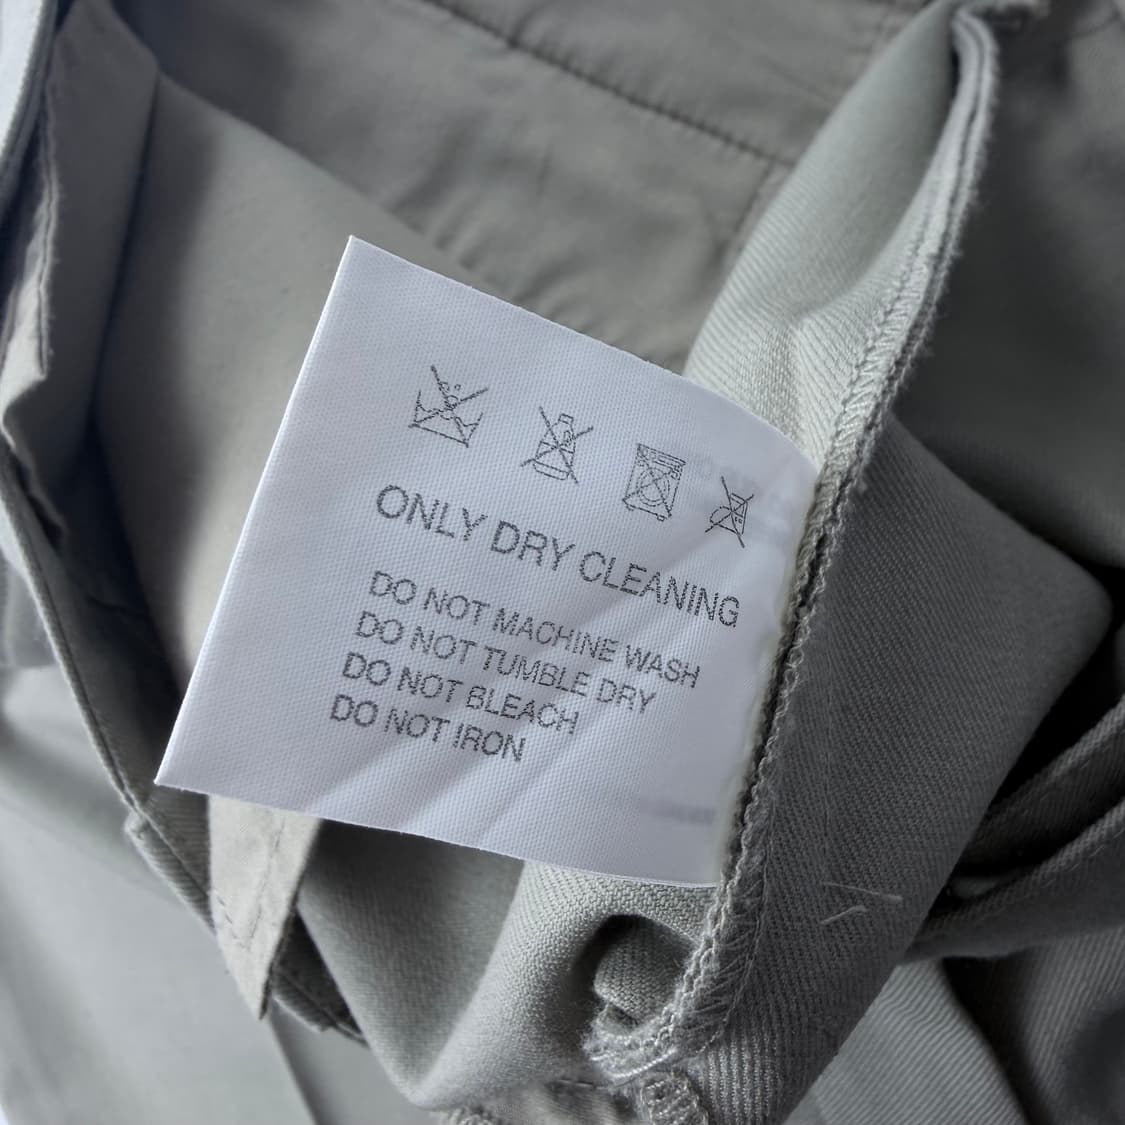 ONLY DRY CLEANING
DO NOT MACHINE WASH
DO NOT TUMBLE DRY
DO NOT BLEACH
DO NOT IRON